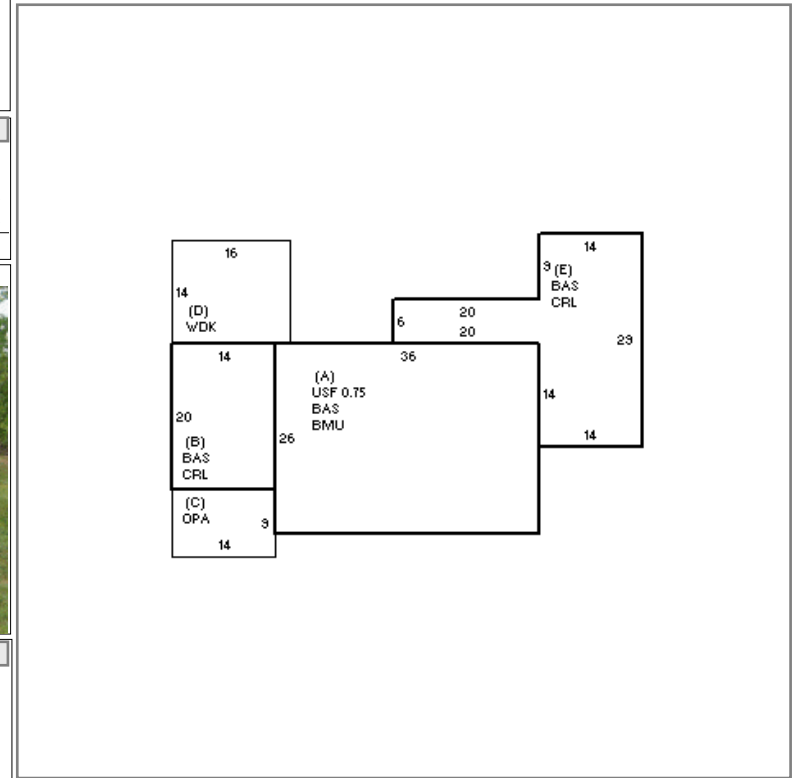 14
16
9 (E)
BAS
CRL
14
(D)
WDK
20
6
20
29
14
36
(A)
USF 0.75
BAS
BMU
14
20
26
(B)
BAS
CRL
14
(C)
OPA
9
14